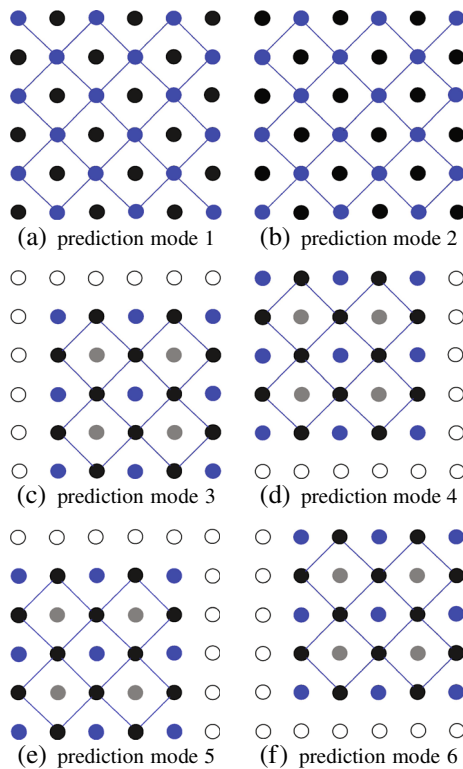 (a) prediction mode 1
(b) prediction mode 2
(c) prediction mode 3
(d) prediction mode 4
(e) prediction mode 5
(f) prediction mode 6